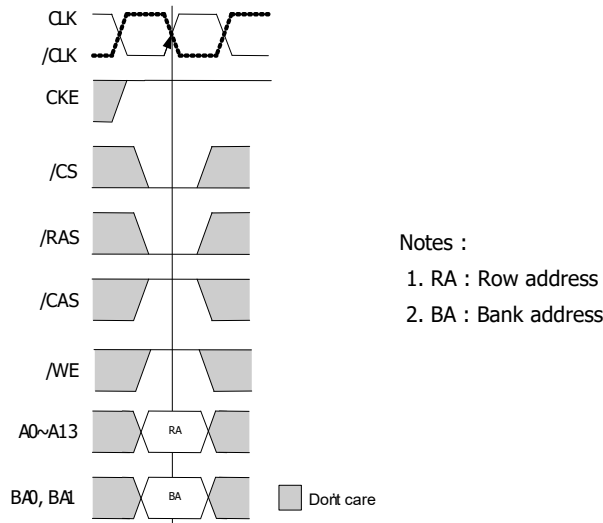 CLK
/CLK
CKE
/CS
/RAS
/CAS
/WE
A0~A13
RA
BA0, BA1
BA
Don't care
Notes :
1. RA : Row address
2. BA : Bank address